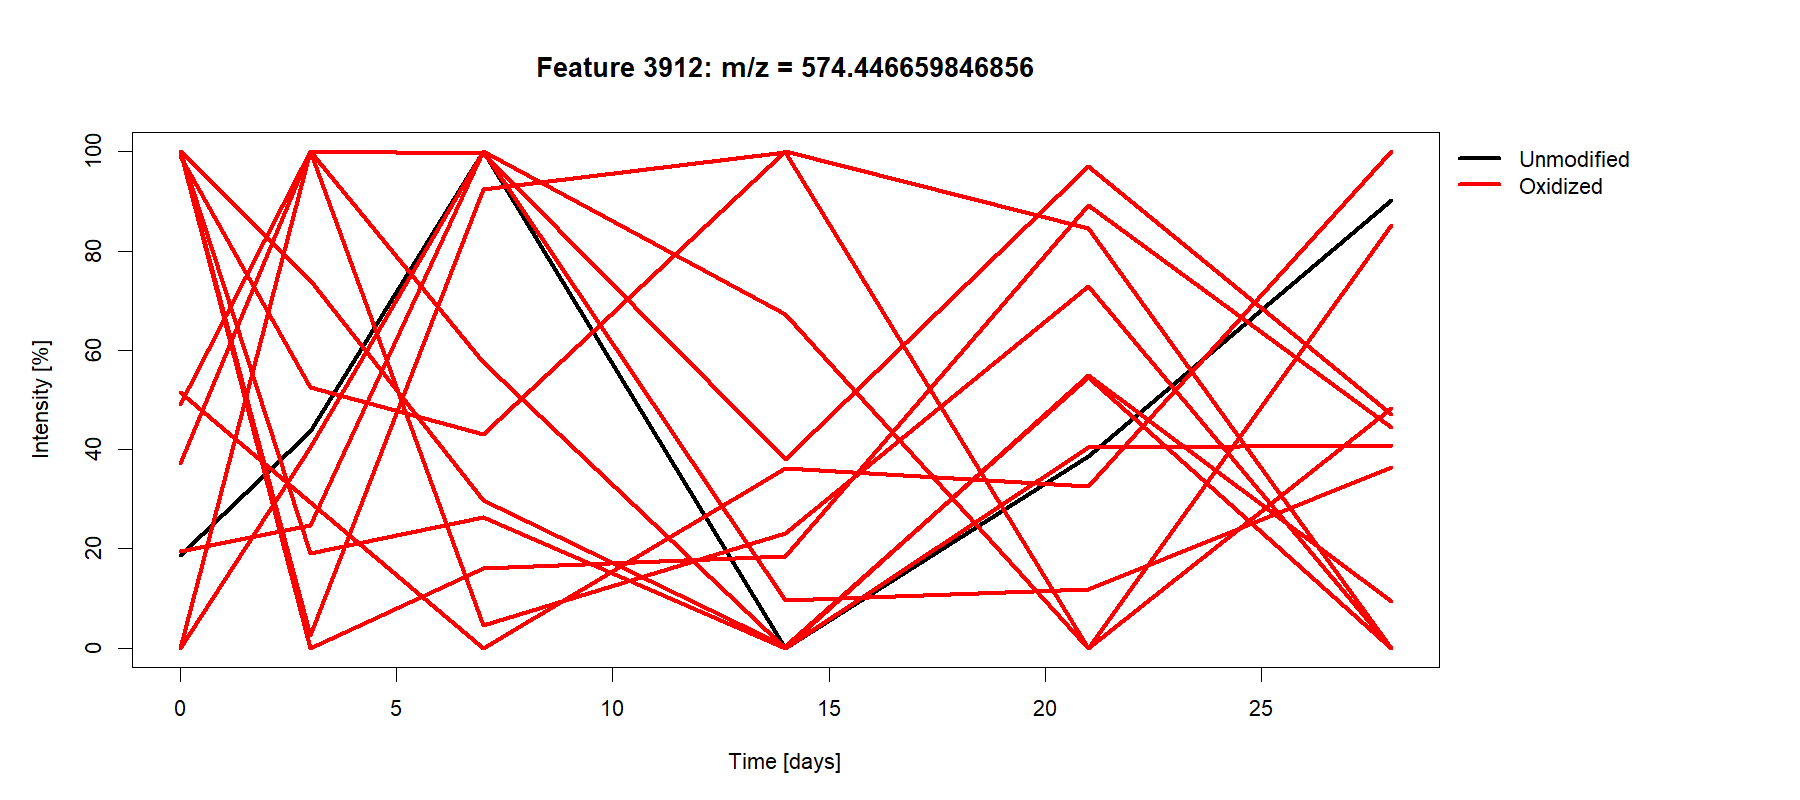 Feature 3912: m/z = 574.446659846856
Unmodified
Oxidized
100
80
60
40
20
0
Intensity [%]
0 5 10 15 20 25
Time [days]